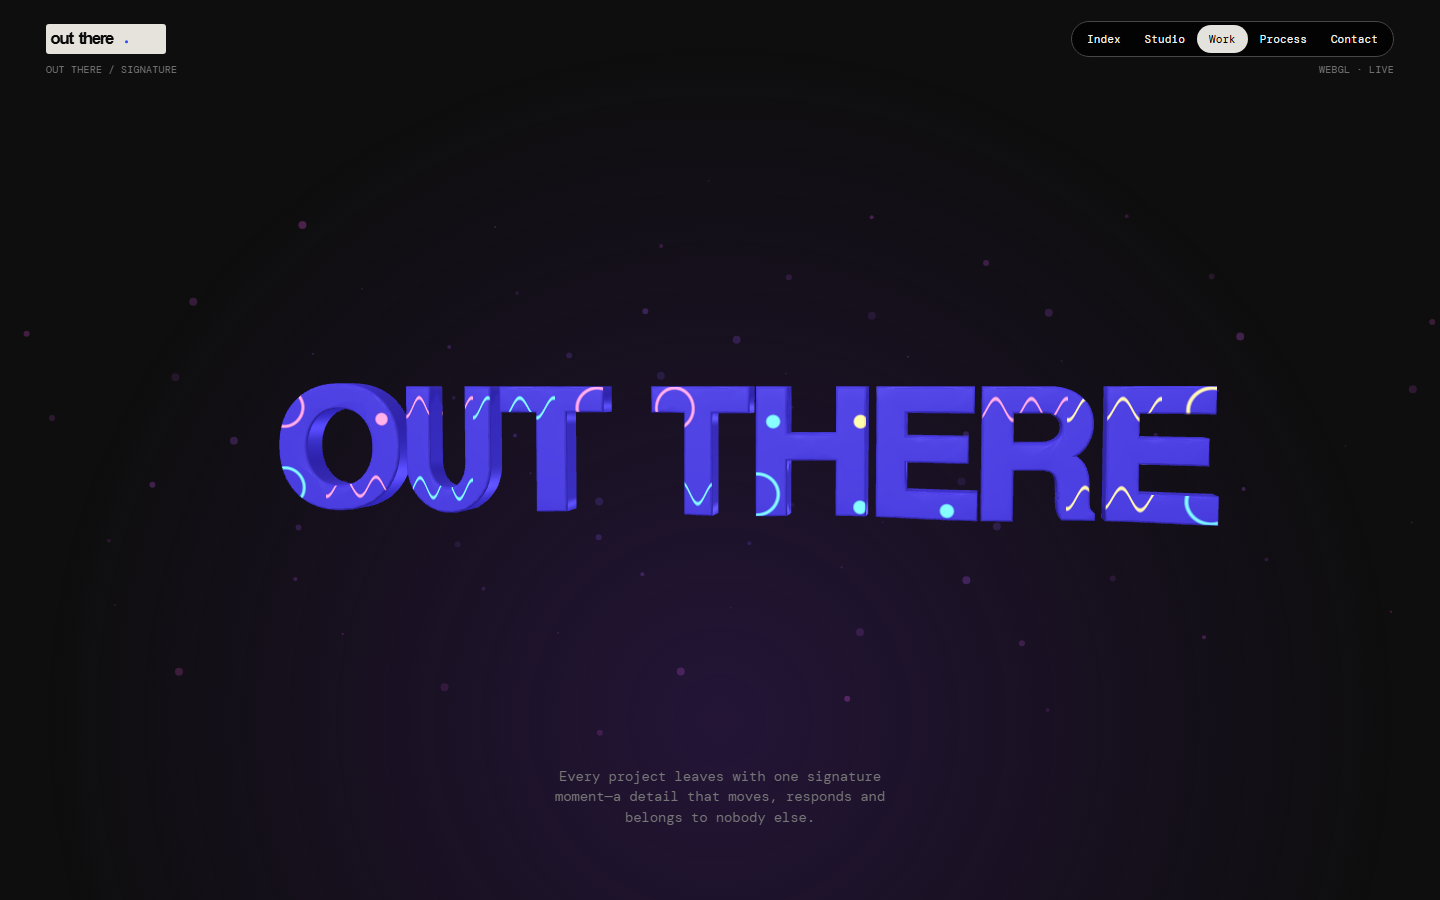 out there .
Index Studio Work Process Contact
OUT THERE / SIGNATURE
WEBGL · LIVE
OUT THERE
Every project leaves with one signature
moment—a detail that moves, responds and
belongs to nobody else.